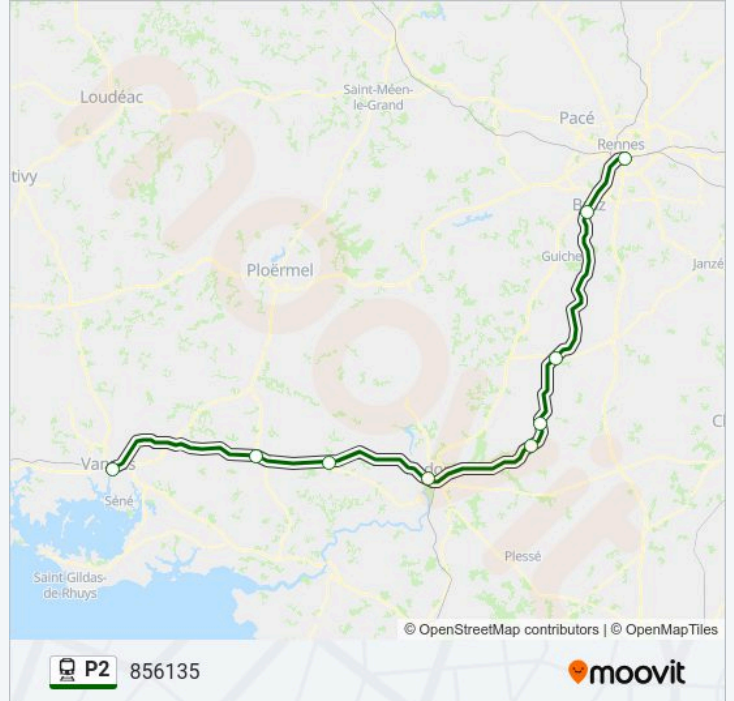 Loudéac
Saint-Méen-
le-Grand
Pacé
Rennes
tivy
Ploërmel
Guiche
Janzé
Séné
Saint-Gildas-
de-Rhuys
Plessé
© OpenStreetMap contributors | © OpenMapTiles
P2 856135
moovit